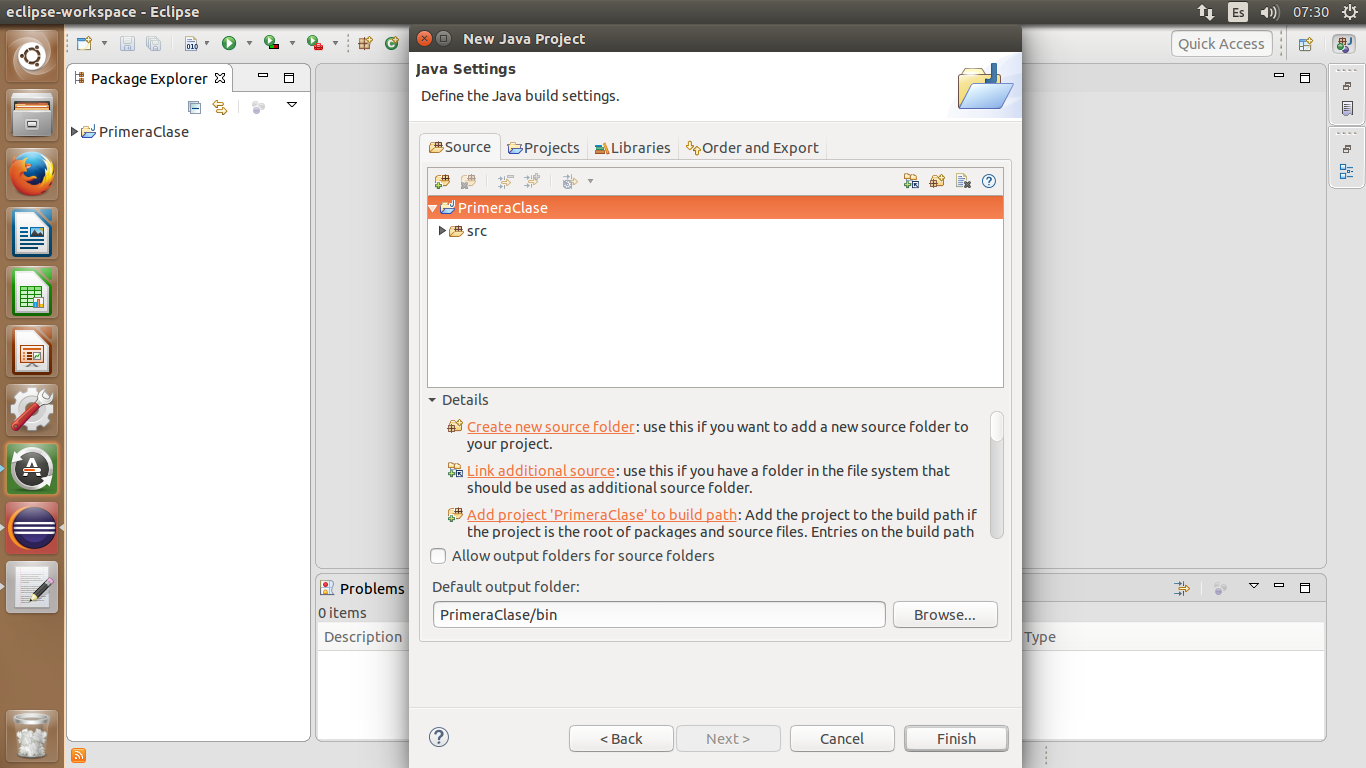 eclipse-workspace - Eclipse
Es
07:30
Quick Access
Package Explorer
PrimeraClase
New Java Project
Java Settings
Define the Java build settings.
Source
Projects
Libraries
Order and Export
PrimeraClase
src
Details
Create new source folder: use this if you want to add a new source folder to
your project.
Link additional source: use this if you have a folder in the file system that
should be used as additional source folder.
Add project 'PrimeraClase' to build path: Add the project to the build path if
the project is the root of packages and source files. Entries on the build path
Allow output folders for source folders
Default output folder:
PrimeraClase/bin
Browse...
Problems
0 items
Description
Type
< Back
Next >
Cancel
Finish